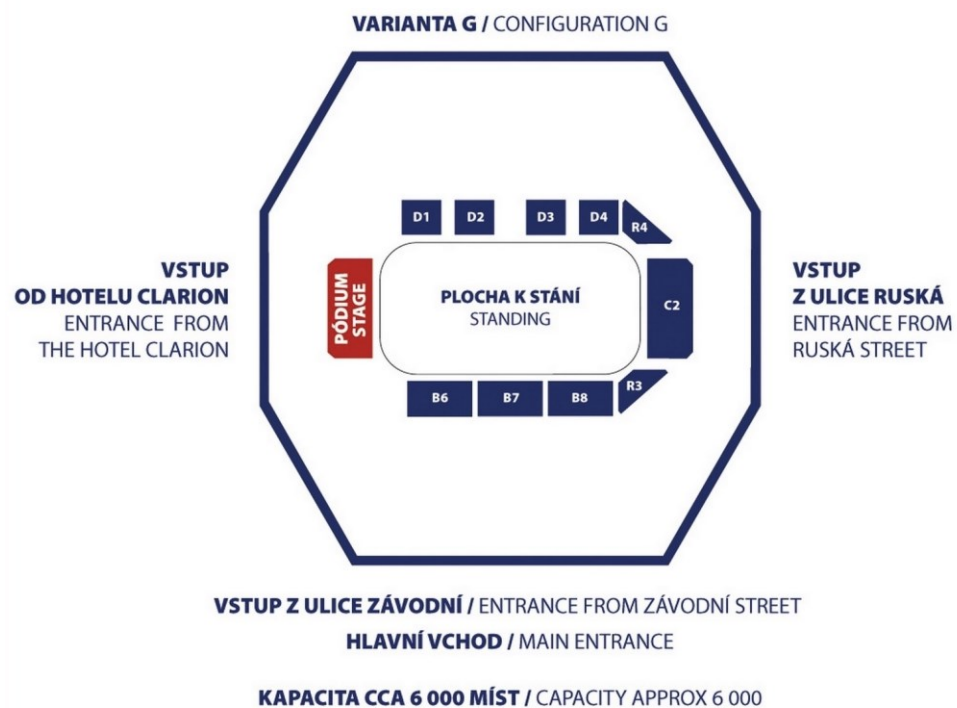 VARIANTA G / CONFIGURATION G
D1
D2
D3
D4
R4
VSTUP
OD HOTELU CLARION
ENTRANCE FROM
THE HOTEL CLARION
PÓDIUM
STAGE
PLOCHA K STÁNÍ
STANDING
C2
VSTUP
Z ULICE RUSKÁ
ENTRANCE FROM
RUSKÁ STREET
B6
B7
B8
R3
VSTUP Z ULICE ZÁVODNÍ / ENTRANCE FROM ZÁVODNÍ STREET
HLAVNÍ VCHOD / MAIN ENTRANCE
KAPACITA CCA 6 000 MÍST / CAPACITY APPROX 6 000